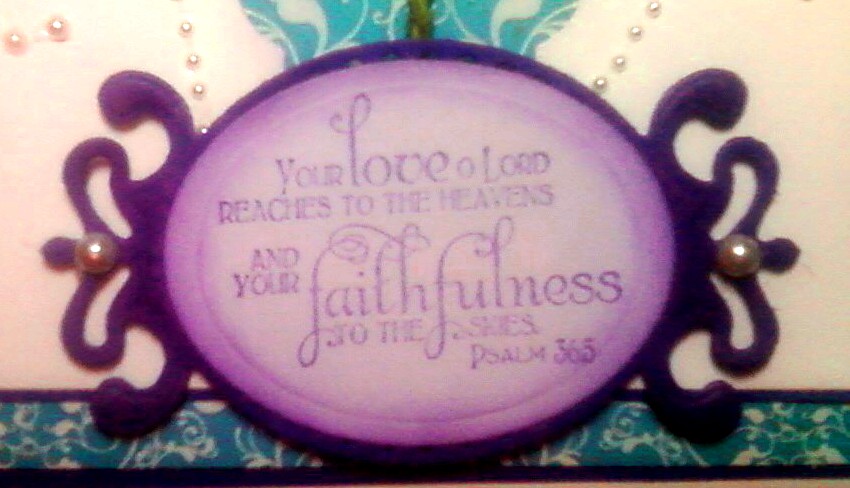 YOUR love O LORD
REACHES TO THE HEAVENS
AND YOUR faithfulness
TO THE SKIES.
PSALM 36:5